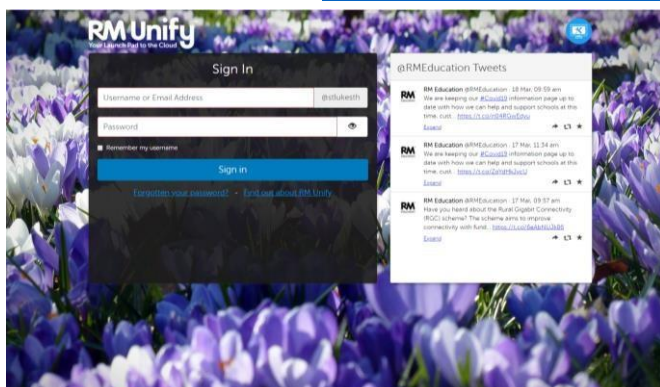 RM Unify
Your Launch Pad to the Cloud
Sign In
Username or Email Address @stlukesth
Password
Remember my username
Sign in
Forgotten your password? - Find out about RM Unify
@RMEducation Tweets
RM
RM Education @RMEducation · 18 Mar, 09:59 am
We are keeping our #Covid19 information page up to
date with how we can help and support schools at this
time, cust...
Expand
RM
RM Education @RMEducation · 17 Mar, 11:34 am
We are keeping our #Covid19 information page up to
date with how we can help and support schools at this
time, cust...
Expand
RM
RM Education @RMEducation · 17 Mar, 09:57 am
Have you heard about the Rural Gigabit Connectivity
(RGC) scheme? The scheme aims to improve
connectivity with fund...
Expand